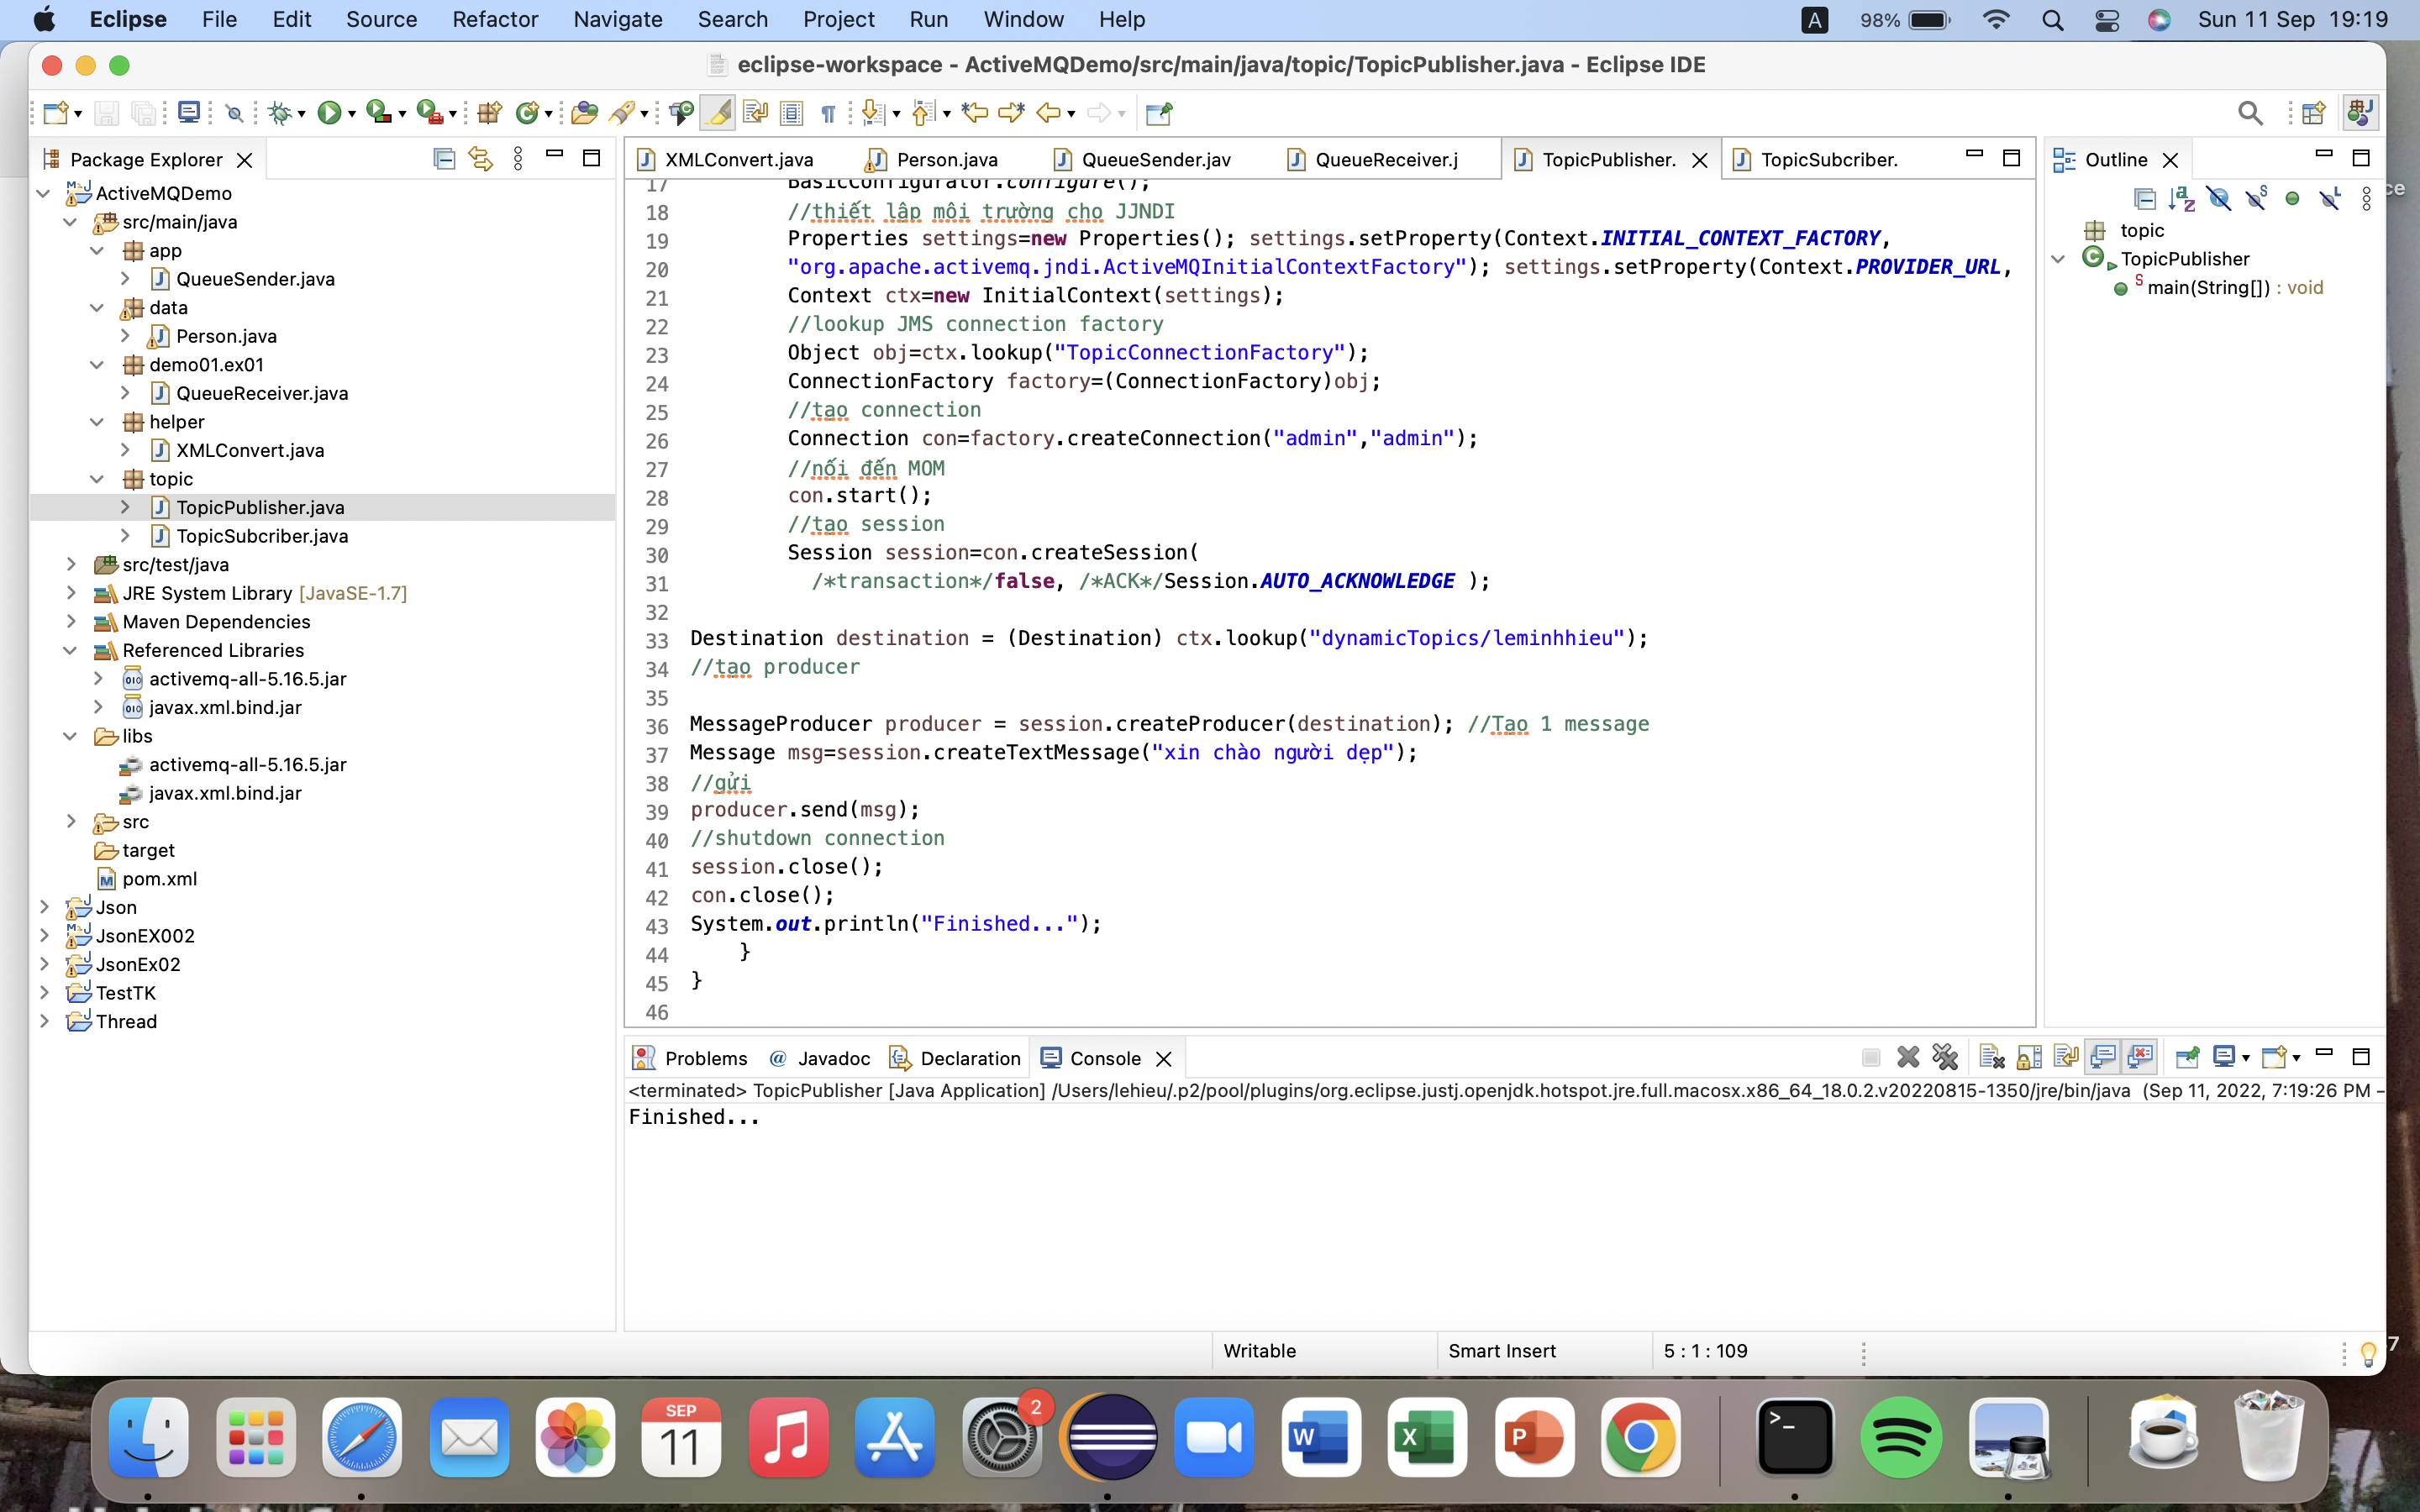 Eclipse File Edit Source Refactor Navigate Search Project Run Window Help A 98% Sun 11 Sep 19:19
eclipse-workspace - ActiveMQDemo/src/main/java/topic/TopicPublisher.java - Eclipse IDE
Package Explorer
ActiveMQDemo
src/main/java
app
QueueSender.java
data
Person.java
demo01.ex01
QueueReceiver.java
helper
XMLConvert.java
topic
TopicPublisher.java
TopicSubcriber.java
src/test/java
JRE System Library [JavaSE-1.7]
Maven Dependencies
Referenced Libraries
activemq-all-5.16.5.jar
javax.xml.bind.jar
libs
activemq-all-5.16.5.jar
javax.xml.bind.jar
src
target
pom.xml
Json
JsonEX002
JsonEx02
TestTK
Thread
XMLConvert.java Person.java QueueSender.jav QueueReceiver.j TopicPublisher. TopicSubcriber.
17 BasicConfigurator.configure();
18 //thiết lập môi trường cho JJNDI
19 Properties settings=new Properties(); settings.setProperty(Context.INITIAL_CONTEXT_FACTORY,
20 "org.apache.activemq.jndi.ActiveMQInitialContextFactory"); settings.setProperty(Context.PROVIDER_URL,
21 Context ctx=new InitialContext(settings);
22 //lookup JMS connection factory
23 Object obj=ctx.lookup("TopicConnectionFactory");
24 ConnectionFactory factory=(ConnectionFactory)obj;
25 //tạo connection
26 Connection con=factory.createConnection("admin","admin");
27 //nối đến MOM
28 con.start();
29 //tạo session
30 Session session=con.createSession(
31 /*transaction*/false, /*ACK*/Session.AUTO_ACKNOWLEDGE );
32
33 Destination destination = (Destination) ctx.lookup("dynamicTopics/leminhhieu");
34 //tạo producer
35
36 MessageProducer producer = session.createProducer(destination); //Tạo 1 message
37 Message msg=session.createTextMessage("xin chào người dẹp");
38 //gửi
39 producer.send(msg);
40 //shutdown connection
41 session.close();
42 con.close();
43 System.out.println("Finished...");
44 }
45 }
46
Outline
topic
TopicPublisher
main(String[]) : void
Problems Javadoc Declaration Console
<terminated> TopicPublisher [Java Application] /Users/lehieu/.p2/pool/plugins/org.eclipse.justj.openjdk.hotspot.jre.full.macosx.x86_64_18.0.2.v20220815-1350/jre/bin/java (Sep 11, 2022, 7:19:26 PM –
Finished...
Writable Smart Insert 5 : 1 : 109
SEP
11
2
W
X
P